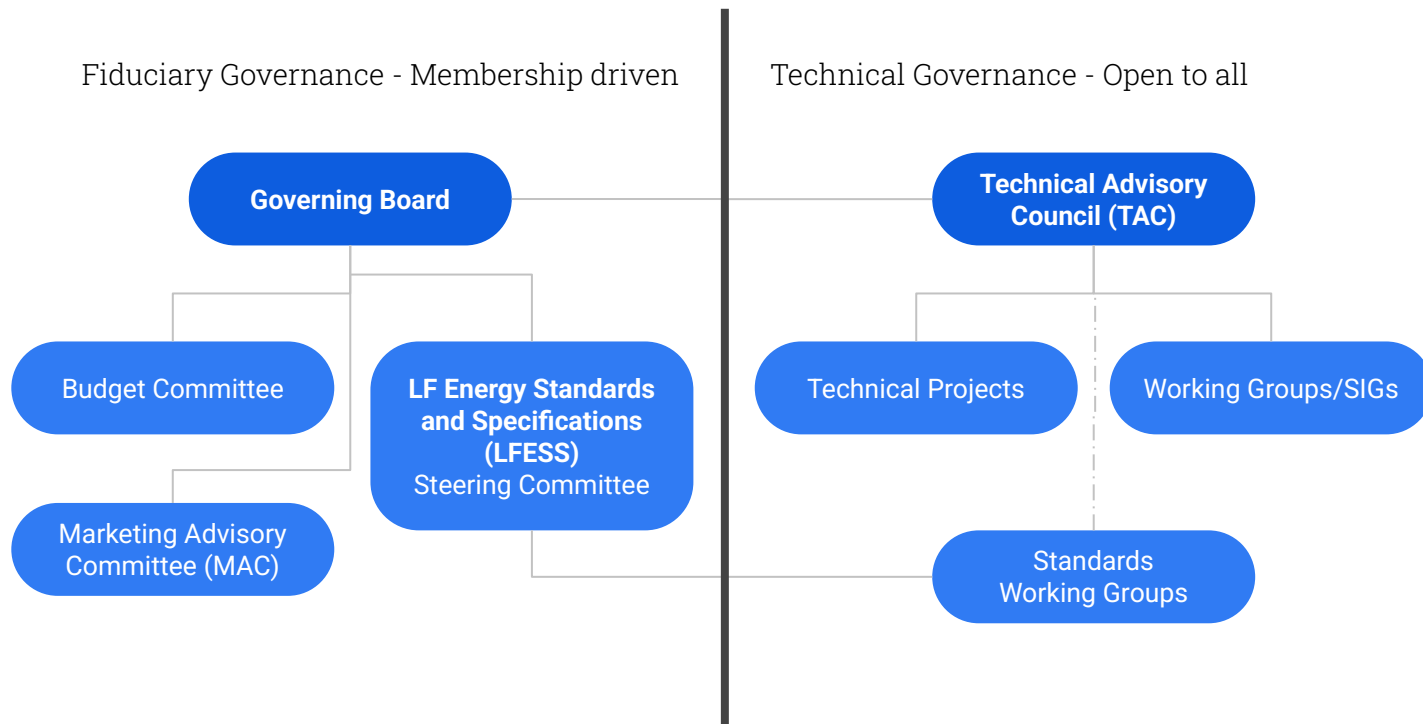 Fiduciary Governance - Membership driven
Technical Governance - Open to all
Governing Board
Technical Advisory
Council (TAC)
Budget Committee
LF Energy Standards
and Specifications
(LFESS)
Steering Committee
Technical Projects
Working Groups/SIGs
Marketing Advisory
Committee (MAC)
Standards
Working Groups